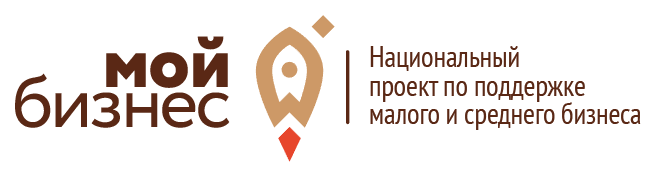 мой
бизнес
Национальный
проект по поддержке
малого и среднего бизнеса